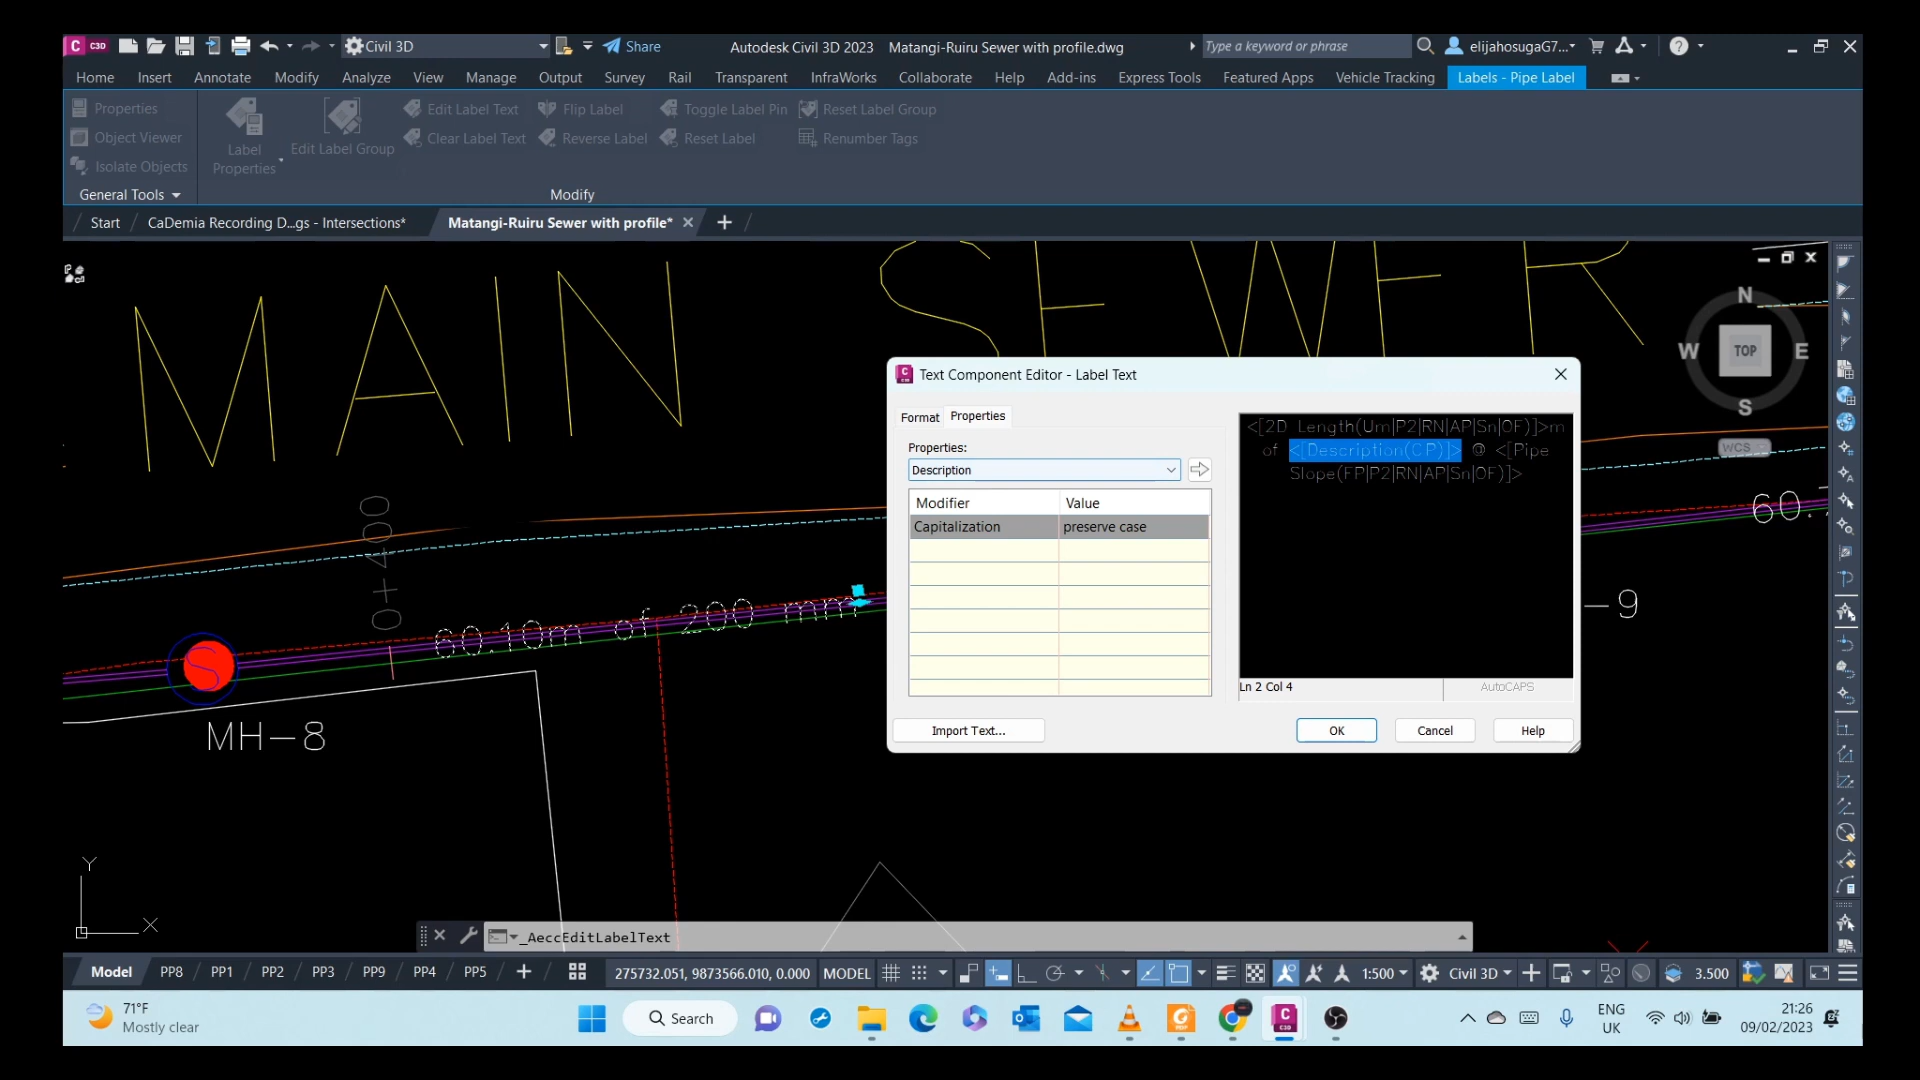 C3D Civil 3D Share Autodesk Civil 3D 2023 Matangi-Ruiru Sewer with profile.dwg Type a keyword or phrase elijahosugaG7...
Home Insert Annotate Modify Analyze View Manage Output Survey Rail Transparent InfraWorks Collaborate Help Add-ins Express Tools Featured Apps Vehicle Tracking Labels - Pipe Label
Properties
Object Viewer
Isolate Objects
Label
Properties
Edit Label Group
Edit Label Text Flip Label Toggle Label Pin Reset Label Group
Clear Label Text Reverse Label Reset Label Renumber Tags
General Tools Modify
Start CaDemia Recording D...gs - Intersections* Matangi-Ruiru Sewer with profile*
MAIN SEWER
N
W TOP E
S
WCS
Text Component Editor - Label Text
Format Properties
Properties:
Description
Modifier Value
Capitalization preserve case
<[2D Length(Um|P2|RN|AP|Sn|OF)]>m
of <[Description(CP)]> @ <[Pipe
Slope(FP|P2|RN|AP|Sn|OF)]>
Ln 2 Col 4 AutoCAPS
Import Text... OK Cancel Help
0+400
60.10m of 200 mm
MH-8
-9
60.
Y
X
_AeccEditLabelText
Model PP8 PP1 PP2 PP3 PP9 PP4 PP5 275732.051, 9873566.010, 0.000 MODEL 1:500 Civil 3D 3.500
71°F
Mostly clear
Search
ENG
UK
21:26
09/02/2023